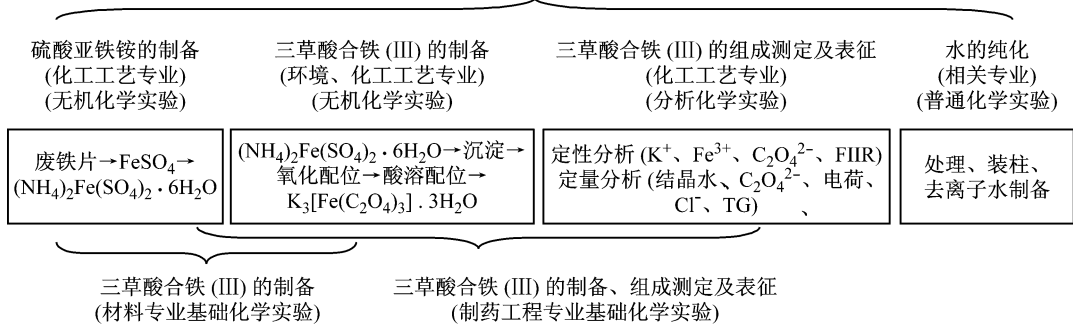 硫酸亚铁铵的制备
(化工工艺专业)
(无机化学实验)
三草酸合铁 (III) 的制备
(环境、化工工艺专业)
(无机化学实验)
三草酸合铁 (III) 的组成测定及表征
(化工工艺专业)
(分析化学实验)
水的纯化
(相关专业)
(普通化学实验)
废铁片→FeSO₄→
(NH₄)₂Fe(SO₄)₂·6H₂O
(NH₄)₂Fe(SO₄)₂·6H₂O→沉淀→
氧化配位→酸溶配位→
K₃[Fe(C₂O₄)₃]．3H₂O
定性分析 (K⁺、Fe³⁺、C₂O₄²⁻、FIIR)
定量分析 (结晶水、C₂O₄²⁻、电荷、
Cl⁻、TG) 、
处理、装柱、
去离子水制备
三草酸合铁 (III) 的制备
(材料专业基础化学实验)
三草酸合铁 (III) 的制备、组成测定及表征
(制药工程专业基础化学实验)